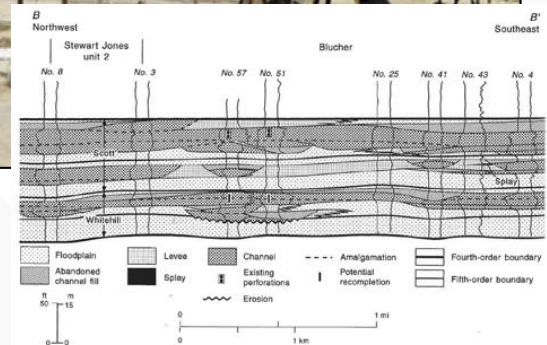 B
Northwest
B'
Southeast
Stewart Jones
unit 2
Blucher
No. 8
No. 3
No. 57
No. 51
No. 25
No. 41
No. 43
No. 4
Scott
Splay
Whitehill
Floodplain
Levee
Channel
Amalgamation
Fourth-order boundary
Abandoned
channel fill
Splay
Existing
perforations
Potential
recompletion
Fifth-order boundary
Erosion
ft m
50 15
0 0
0 1 mi
0 1 km